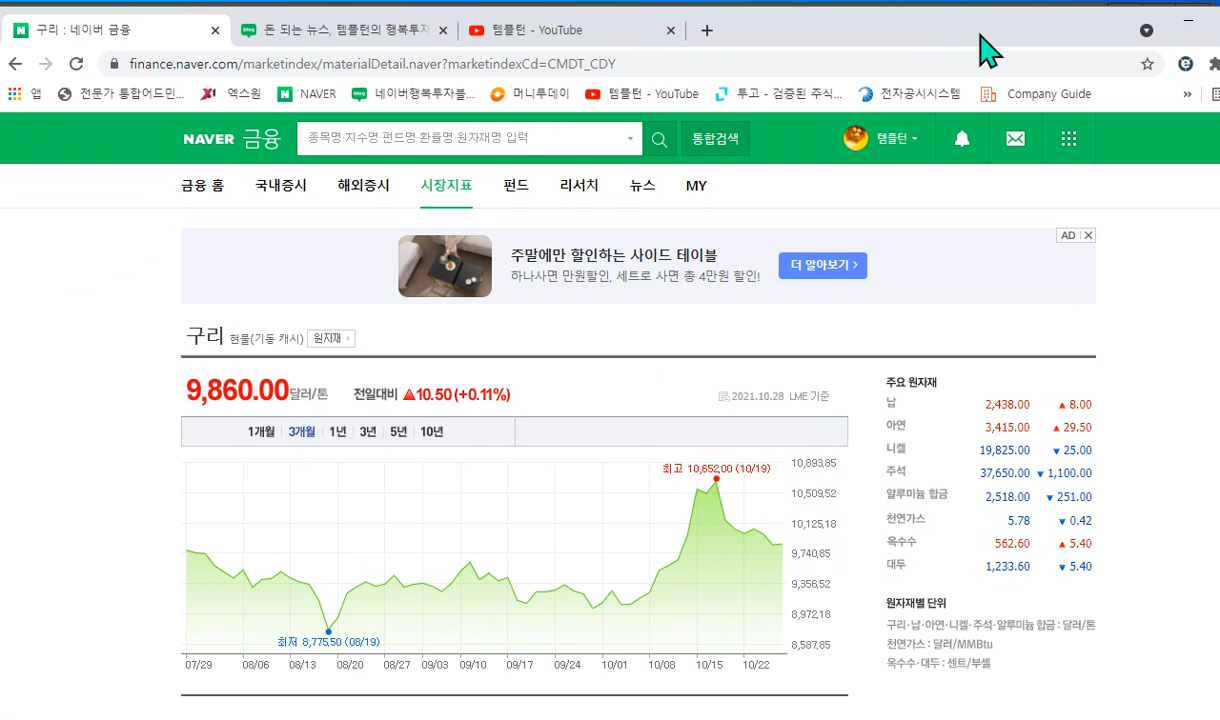 구리 : 네이버 금융
돈 되는 뉴스, 템플턴의 행복투자
템플턴 - YouTube
finance.naver.com/marketindex/materialDetail.naver?marketindexCd=CMDT_CDY
앱 전문가 통합어드민... 엑스원 NAVER 네이버행복투자블... 머니투데이 템플턴 - YouTube 투고 - 검증된 주식... 전자공시시스템 Company Guide »
NAVER 금융 종목명·지수명·펀드명·환율명·원자재명 입력 통합검색 템플턴
금융 홈 국내증시 해외증시 시장지표 펀드 리서치 뉴스 MY
AD
주말에만 할인하는 사이드 테이블
하나사면 만원할인, 세트로 사면 총 4만원 할인!
더 알아보기 >
구리 현물(기동 캐시) 원자재
9,860.00달러/톤 전일대비 ▲10.50 (+0.11%) 2021.10.28 LME 기준
1개월 3개월 1년 3년 5년 10년
최고 10,652,00 (10/19)
최저 8,775,50 (08/19)
10,893,85
10,509,52
10,125,18
9,740,85
9,356,52
8,972,18
8,587,85
07/29 08/06 08/13 08/20 08/27 09/03 09/10 09/17 09/24 10/01 10/08 10/15 10/22
주요 원자재
납 2,438.00 ▲ 8.00
아연 3,415.00 ▲ 29.50
니켈 19,825.00 ▼ 25.00
주석 37,650.00 ▼ 1,100.00
알루미늄 합금 2,518.00 ▼ 251.00
천연가스 5.78 ▼ 0.42
옥수수 562.60 ▲ 5.40
대두 1,233.60 ▼ 5.40
원자재별 단위
구리·납·아연·니켈·주석·알루미늄 합금 : 달러/톤
천연가스 : 달러/MMBtu
옥수수·대두 : 센트/부셸